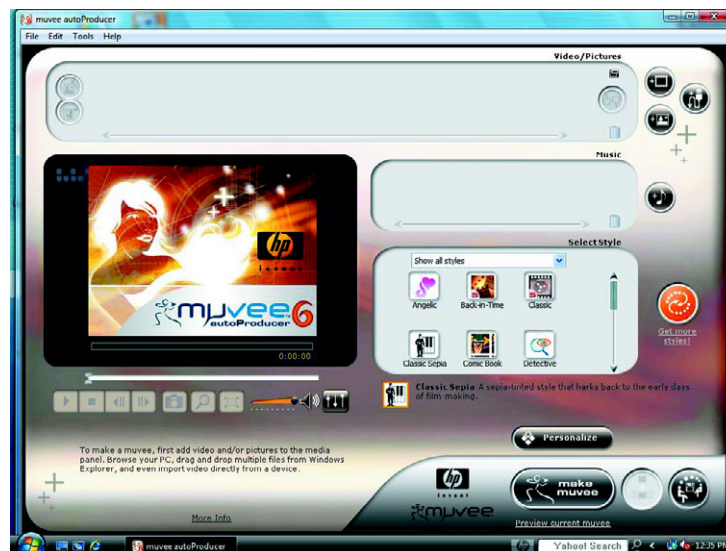 muvee autoProducer
File Edit Tools Help
Video/Pictures
Music
Select Style
Show all styles
Angelic
Back-in-Time
Classic
Classic Sepia
Comic Book
Detective
Get more
styles!
Classic Sepia A sepia-tinted style that harks back to the early days
of film-making.
hp
invent
muvee 6
autoProducer
0:00:00
Personalize
To make a muvee, first add video and/or pictures to the media
panel. Browse your PC, drag and drop multiple files from Windows
Explorer, and even import video directly from a device.
More Info
hp
invent
muvee
make
muvee
Preview current muvee
muvee autoProducer
hp
Yahoo! Search
12:35 PM